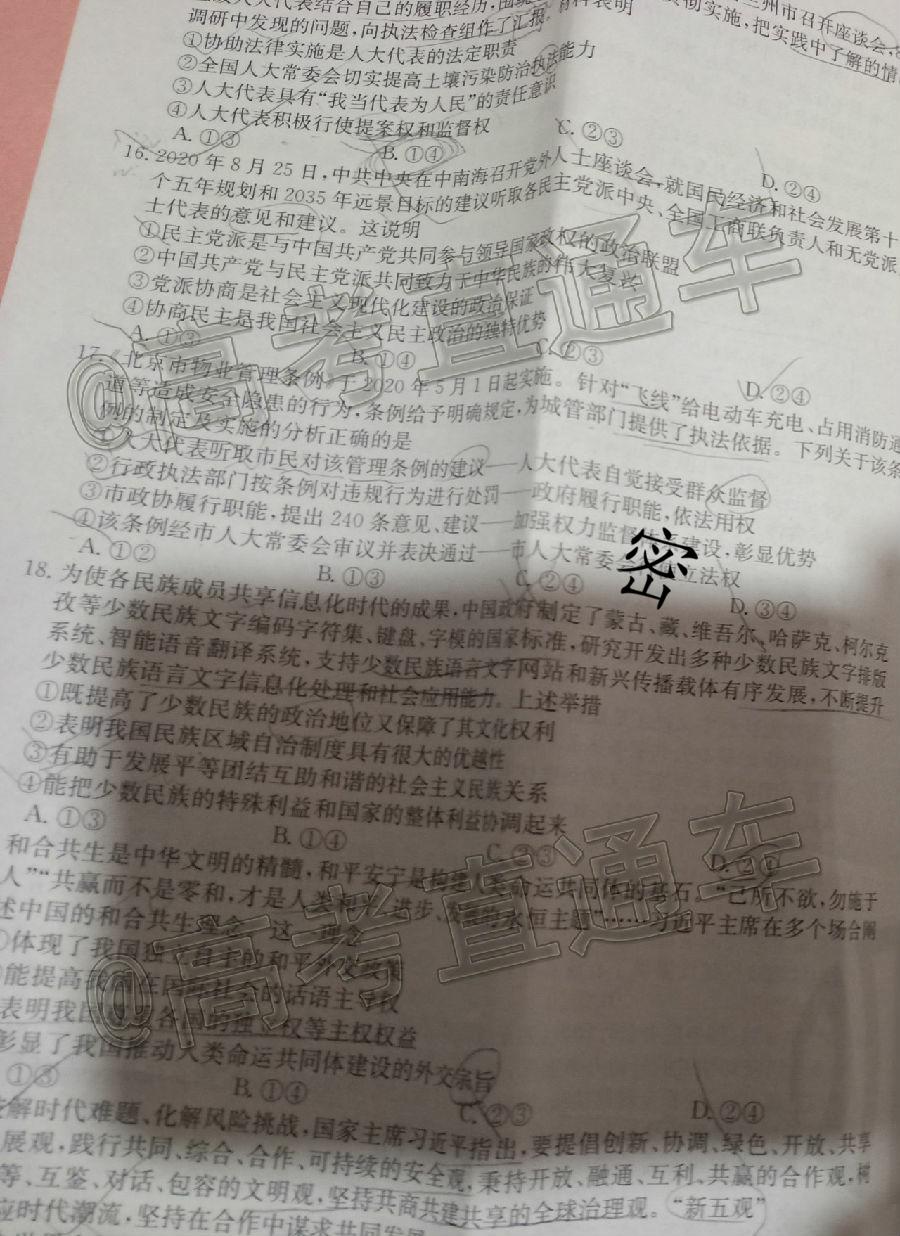 调研中发现的问题，向执法检查组作了汇报。材料表明
兰州市召开座谈会，
彻实施，把实践中了解的情
①协助法律实施是人大代表的法定职责
②全国人大常委会切实提高土壤污染防治执法能力
③人大代表具有“我当代表为人民”的责任意识
④人大代表积极行使提案权和监督权
A. ①③ B. ①④ C. ②③ D. ②④
16. 2020 年 8 月 25 日，中共中央在中南海召开党外人士座谈会，就国民经济和社会发展第十
个五年规划和 2035 年远景目标的建议听取各民主党派中央、全国工商联负责人和无党派
士代表的意见和建议。这说明
①民主党派是与中国共产党共同参与领导国家政权的政治联盟
②中国共产党与民主党派共同致力于中华民族的伟大复兴
③党派协商是社会主义现代化建设的政治保证
④协商民主是我国社会主义民主政治的独特优势
A. ①③ B. ①④ C. ②③ D. ②④
17.《北京市物业管理条例》于 2020 年 5 月 1 日起实施。针对“飞线”给电动车充电、占用消防通
道等造成安全隐患的行为，条例给予明确规定，为城管部门提供了执法依据。下列关于该条
例的制定及实施的分析正确的是
①人大代表听取市民对该管理条例的建议——人大代表自觉接受群众监督
②行政执法部门按条例对违规行为进行处罚——政府履行职能，依法用权
③市政协履行职能，提出 240 条意见、建议——加强权力监督 建设，彰显优势
④该条例经市人大常委会审议并表决通过——市人大常委会 立法权
A. ①② B. ①③ C. ②④ D. ③④
密
18. 为使各民族成员共享信息化时代的成果，中国政府制定了蒙古、藏、维吾尔、哈萨克、柯尔克
孜等少数民族文字编码字符集、键盘、字模的国家标准，研究开发出多种少数民族文字排版
系统、智能语音翻译系统，支持少数民族语言文字网站和新兴传播载体有序发展，不断提升
少数民族语言文字信息化处理和社会应用能力。上述举措
①既提高了少数民族的政治地位又保障了其文化权利
②表明我国民族区域自治制度具有很大的优越性
③有助于发展平等团结互助和谐的社会主义民族关系
④能把少数民族的特殊利益和国家的整体利益协调起来
A. ①③ B. ①④ C. ②③ D. ②④
和合共生是中华文明的精髓，和平安宁是构建人类命运共同体的基石。“己所不欲，勿施于
人”“共赢而不是零和，才是人类和平、进步、发展的永恒主题”……习近平主席在多个场合阐
述中国的和合共生理念。这一理念
①体现了我国独立自主的和平外交政策
能提高我国在国际社会的话语主导权
表明我国尊重各国的独立权等主权权益
彰显了我国推动人类命运共同体建设的外交宗旨
①③ B. ①④ C. ②③ D. ②④
解时代难题、化解风险挑战，国家主席习近平指出，要提倡创新、协调、绿色、开放、共享
展观，践行共同、综合、合作、可持续的安全观，秉持开放、融通、互利、共赢的合作观，树
等、互鉴、对话、包容的文明观，坚持共商共建共享的全球治理观。“新五观”
应时代潮流，坚持在合作中谋求共同发展
@高考直通车
@高考直通车